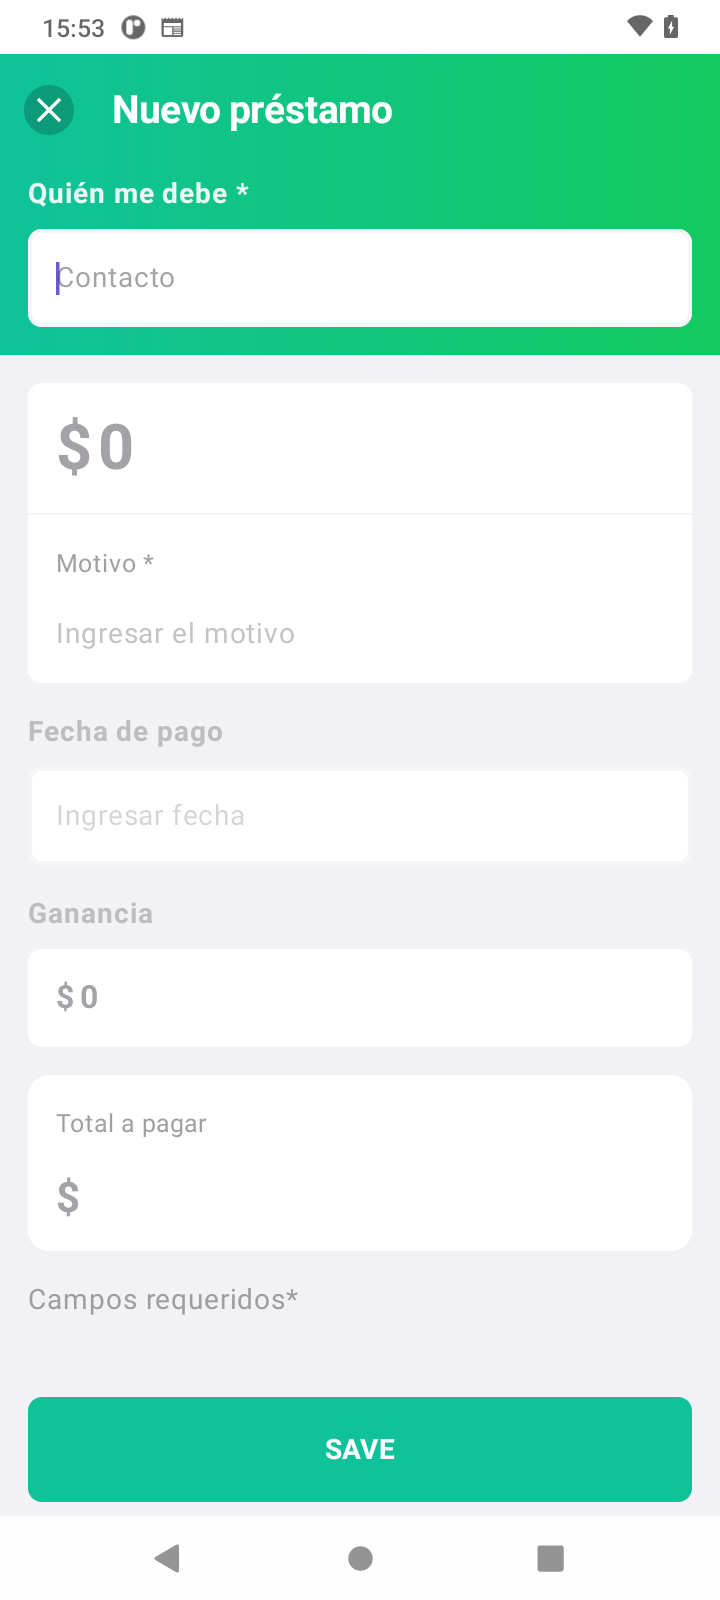 15:53
Nuevo préstamo
Quién me debe *
Contacto
$0
Motivo *
Ingresar el motivo
Fecha de pago
Ingresar fecha
Ganancia
$0
Total a pagar
$
Campos requeridos*
SAVE